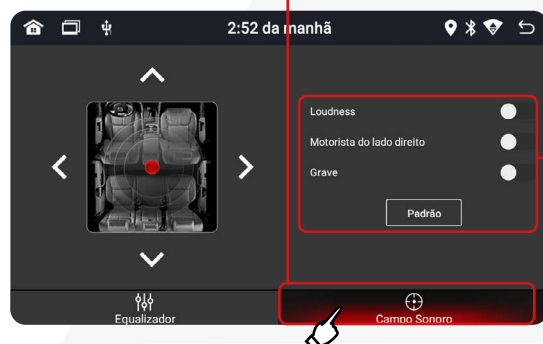 2:52 da manhã
Loudness
Motorista do lado direito
Grave
Padrão
Equalizador
Campo Sonoro